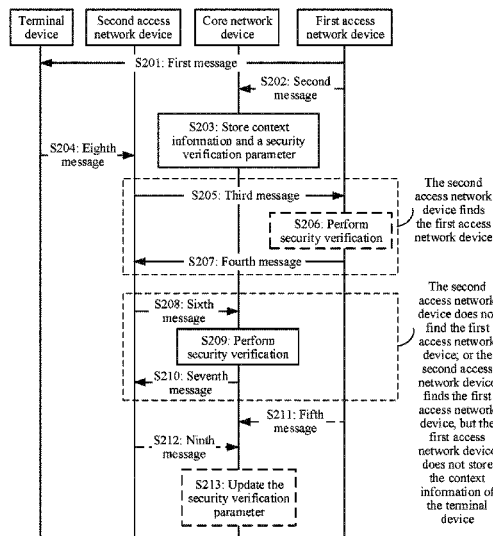 Terminal device
Second access network device
Core network device
First access network device
S201: First message
S202: Second message
S203: Store context information and a security verification parameter
S204: Eighth message
S205: Third message
S206: Perform security verification
S207: Fourth message
The second access network device finds the first access network device
S208: Sixth message
S209: Perform security verification
S210: Seventh message
The second access network device does not find the first access network device; or the second access network device finds the first access network device, but the first access network device does not store the context information of the terminal device
S211: Fifth message
S212: Ninth message
S213: Update the security verification parameter